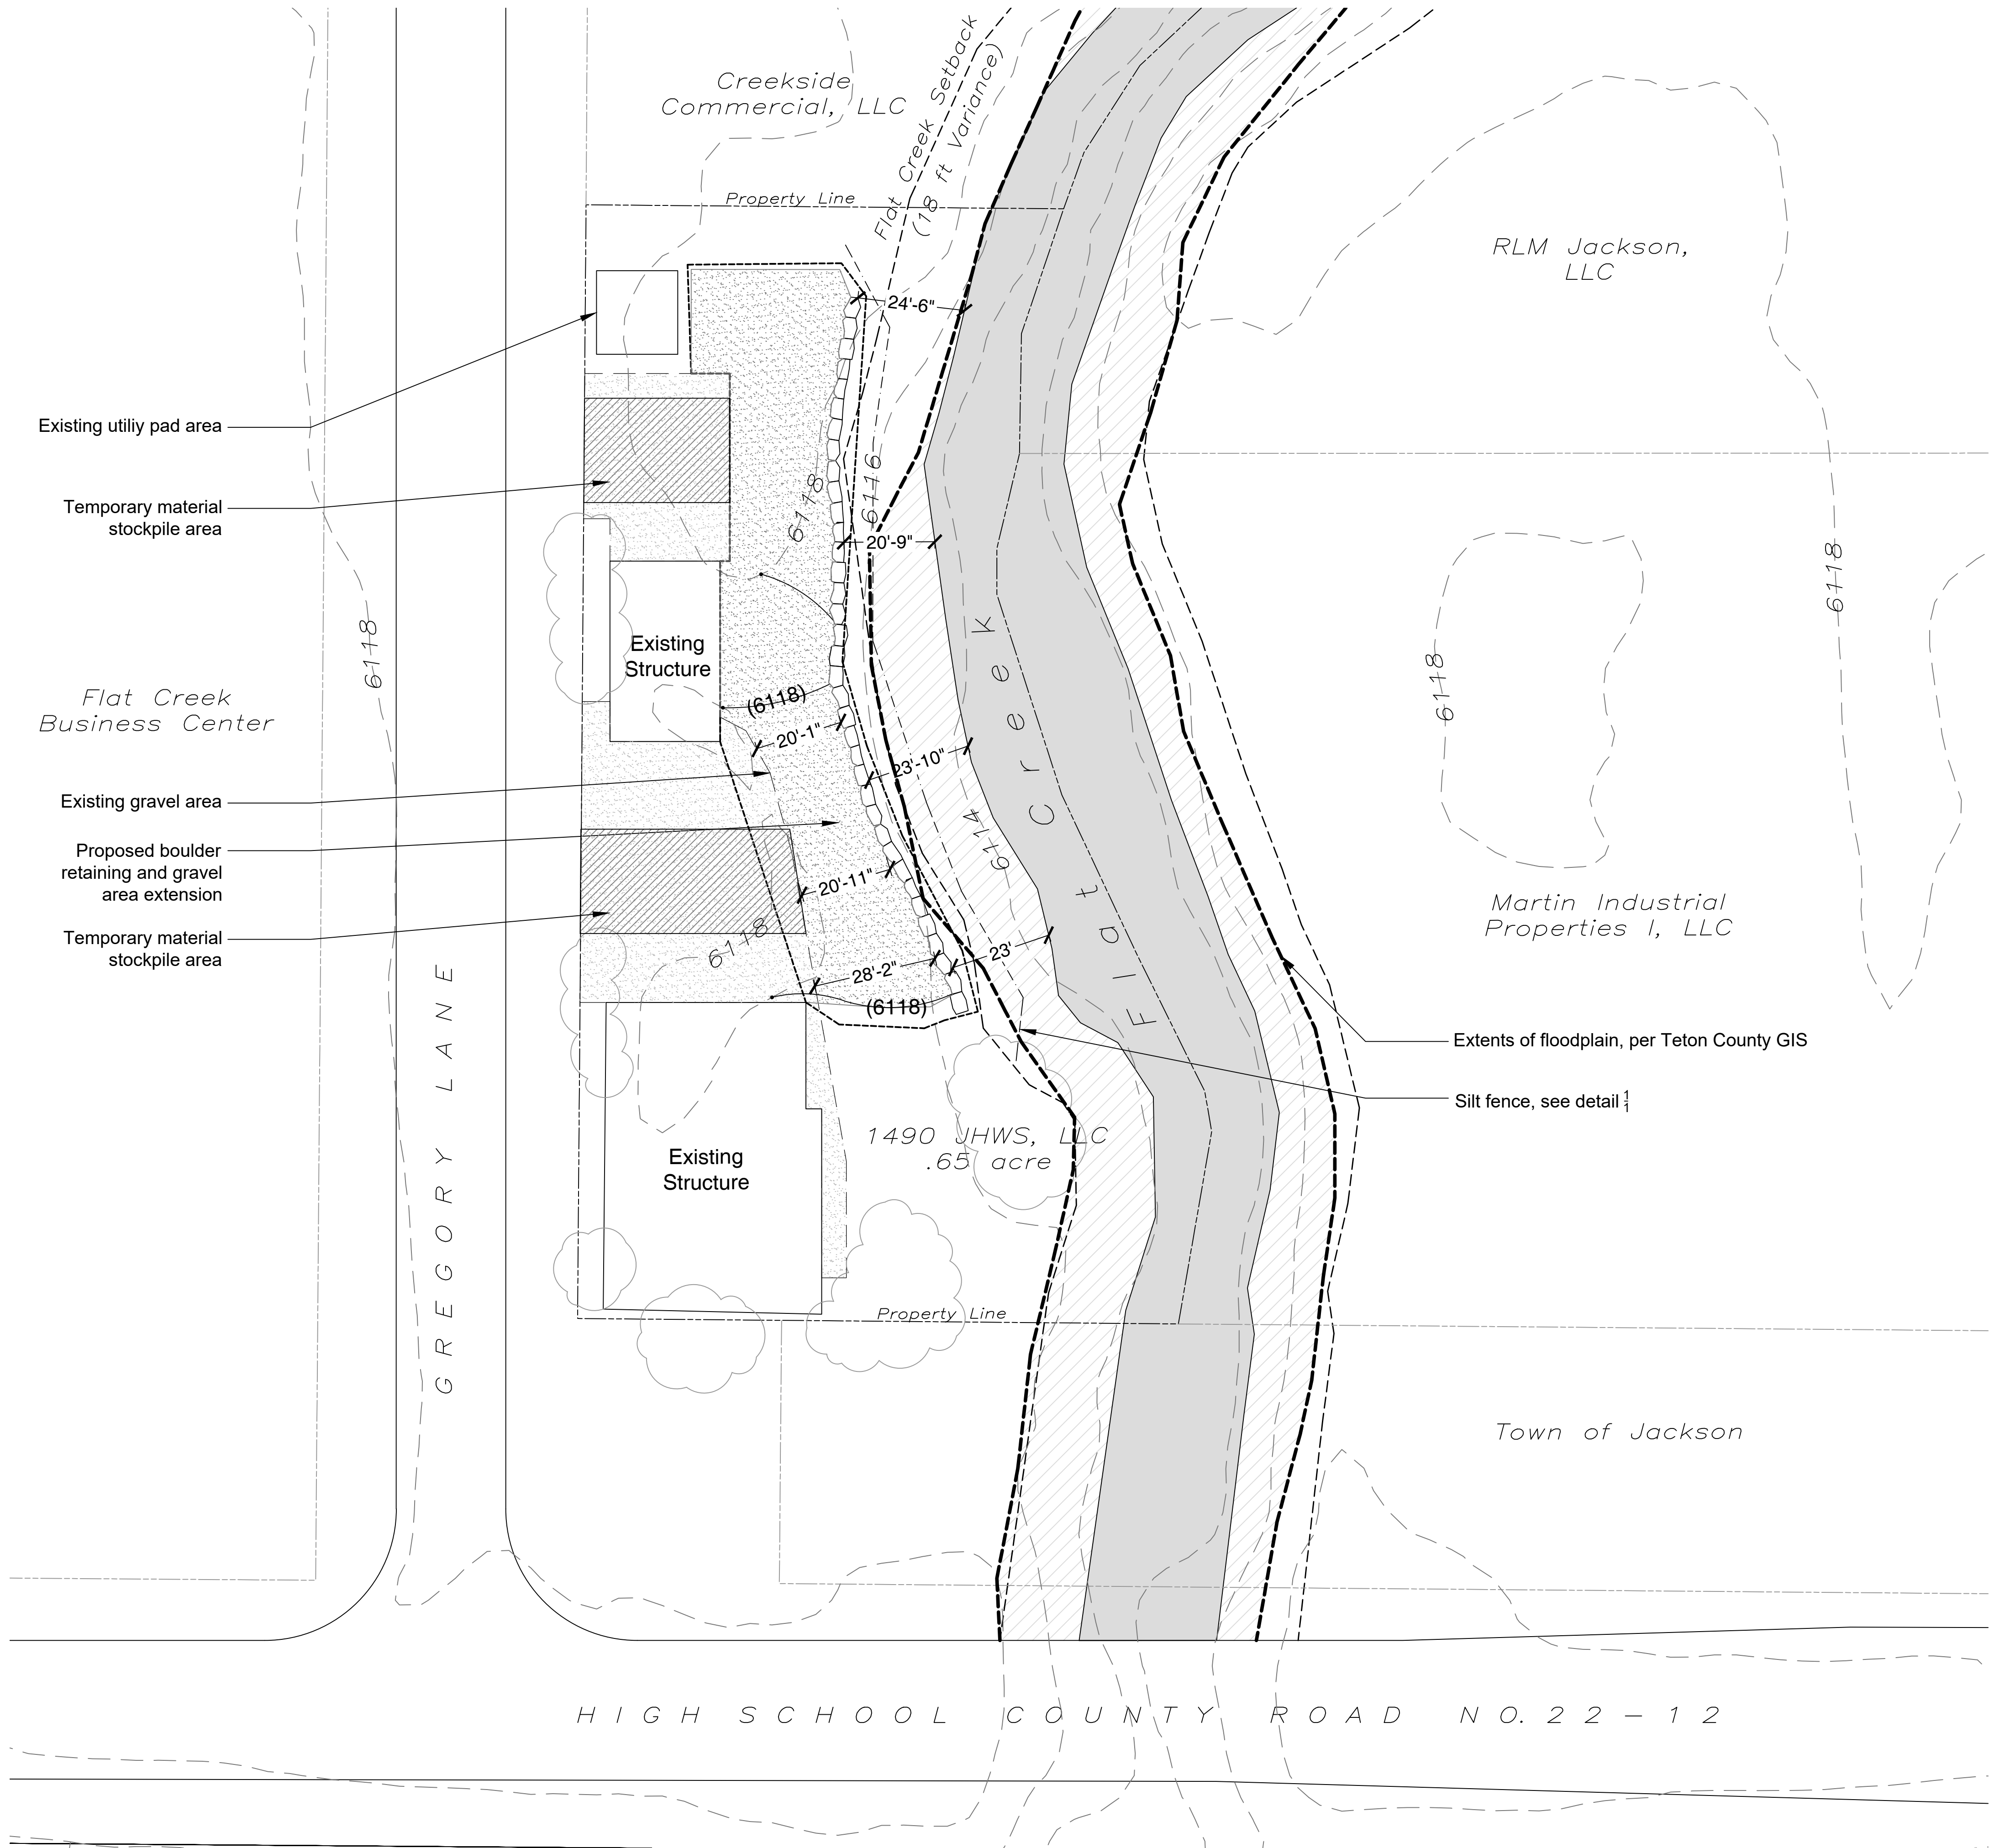 Creekside
Commercial, LLC
Flat Creek Setback
(18 ft Variance)
Property Line
RLM Jackson,
LLC
24'-6"
Existing utiliy pad area
Temporary material
stockpile area
6118
6116
20'-9"
6118
6118
6118
Existing
Structure
Flat Creek
Business Center
(6118)
20'-1"
23'-10"
Flat Creek
Existing gravel area
Proposed boulder
retaining and gravel
area extension
6114
20'-11"
Temporary material
stockpile area
6118
23'
28'-2"
(6118)
Martin Industrial
Properties I, LLC
Extents of floodplain, per Teton County GIS
Silt fence, see detail 1/1
GREGORY LANE
1490 JHWS, LLC
.65 acre
Existing
Structure
Property Line
Town of Jackson
HIGH SCHOOL COUNTY ROAD NO. 22-12